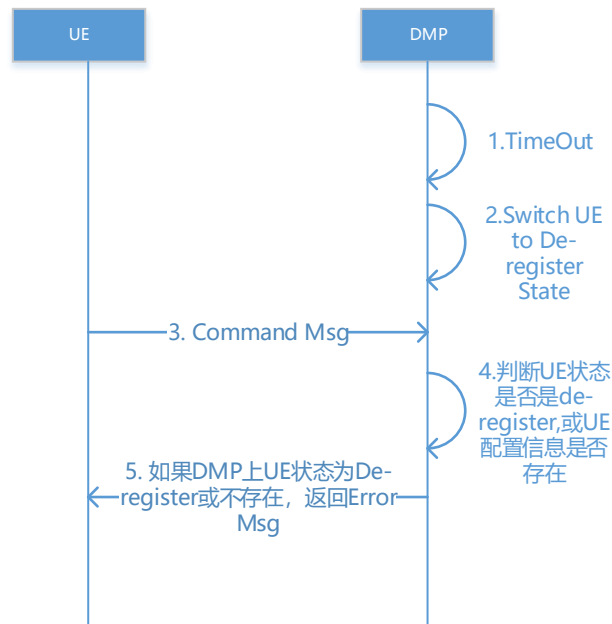 UE
DMP
1.TimeOut
2.Switch UE
to De-
register
State
3. Command Msg
4.判断UE状态
是否是de-
register,或UE
配置信息是否
存在
5. 如果DMP上UE状态为De-
register或不存在，返回Error
Msg